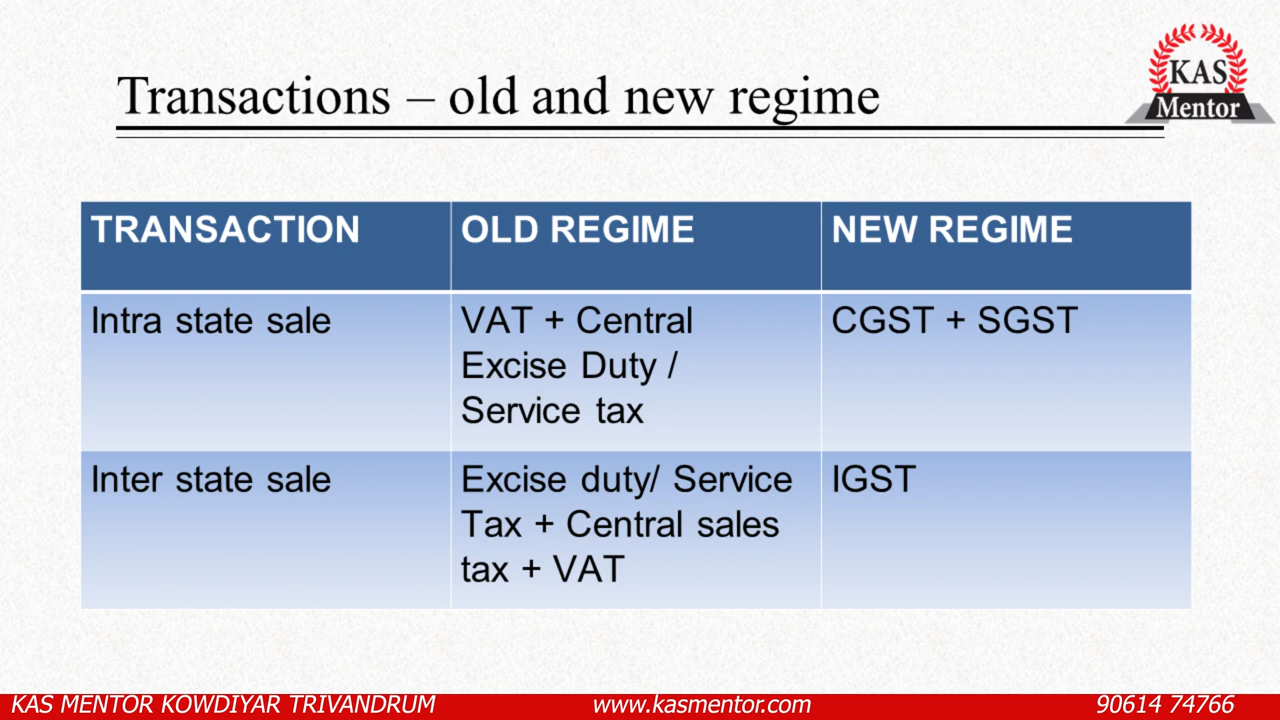 Transactions – old and new regime
KAS
Mentor
TRANSACTION
OLD REGIME
NEW REGIME
Intra state sale
VAT + Central
Excise Duty /
Service tax
CGST + SGST
Inter state sale
Excise duty/ Service
Tax + Central sales
tax + VAT
IGST
KAS MENTOR KOWDIYAR TRIVANDRUM
www.kasmentor.com
90614 74766